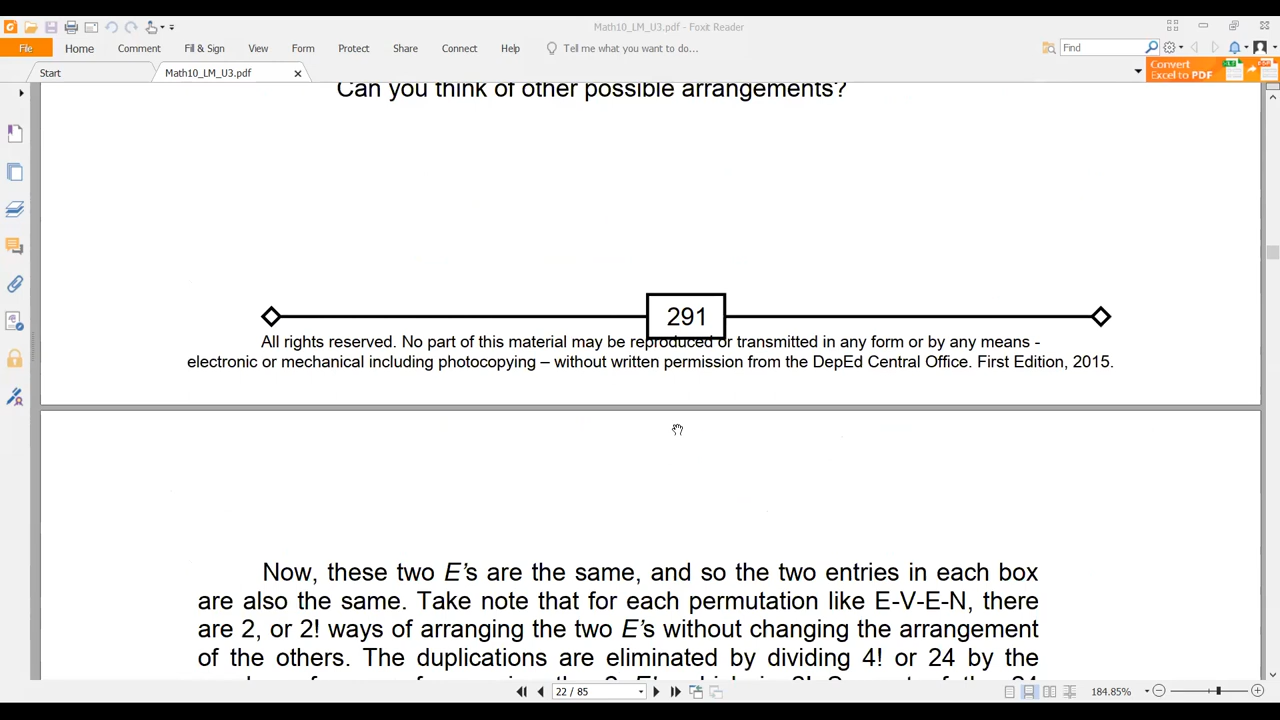 Math10_LM_U3.pdf - Foxit Reader
File Home Comment Fill & Sign View Form Protect Share Connect Help Tell me what you want to do... Find
Start Math10_LM_U3.pdf
Convert
Excel to PDF
Can you think of other possible arrangements?
291
All rights reserved. No part of this material may be reproduced or transmitted in any form or by any means -
electronic or mechanical including photocopying – without written permission from the DepEd Central Office. First Edition, 2015.
Now, these two E's are the same, and so the two entries in each box
are also the same. Take note that for each permutation like E-V-E-N, there
are 2, or 2! ways of arranging the two E's without changing the arrangement
of the others. The duplications are eliminated by dividing 4! or 24 by the
22 / 85
184.85%